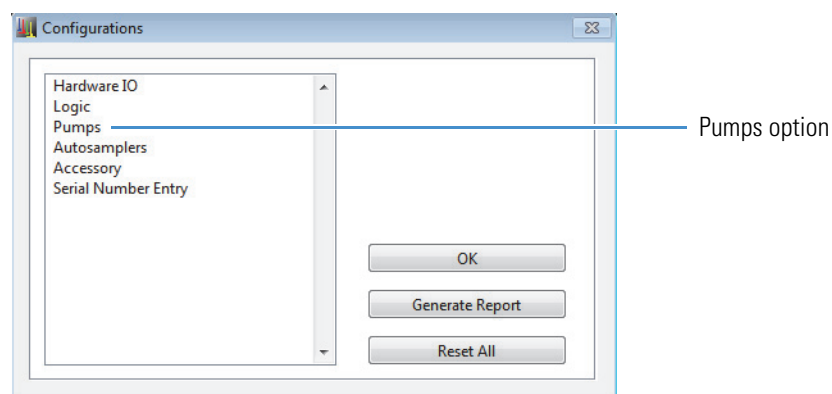 Configurations
Hardware IO
Logic
Pumps
Autosamplers
Accessory
Serial Number Entry
Pumps option
OK
Generate Report
Reset All